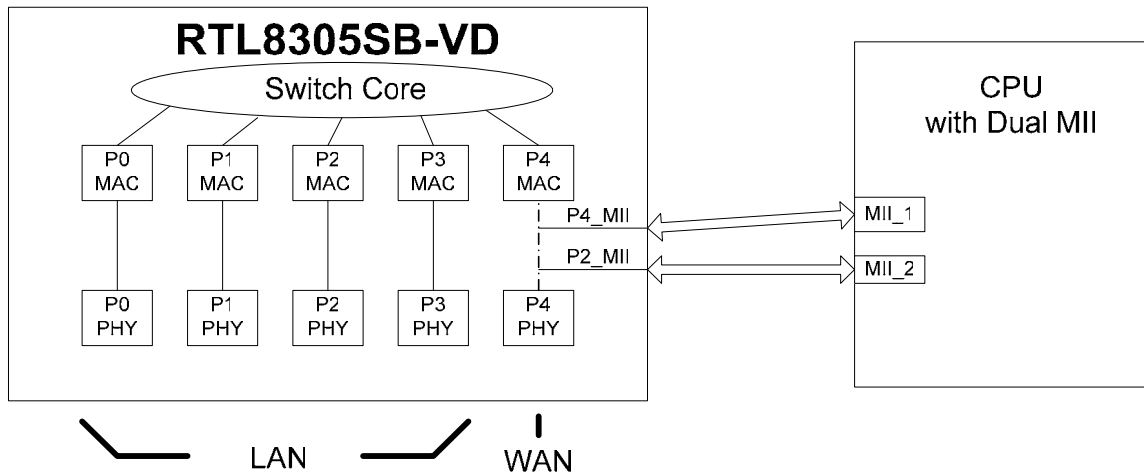 RTL8305SB-VD
Switch Core
CPU
with Dual MII
P0
MAC
P1
MAC
P2
MAC
P3
MAC
P4
MAC
P4_MII
MII_1
P2_MII
MII_2
P0
PHY
P1
PHY
P2
PHY
P3
PHY
P4
PHY
LAN
WAN